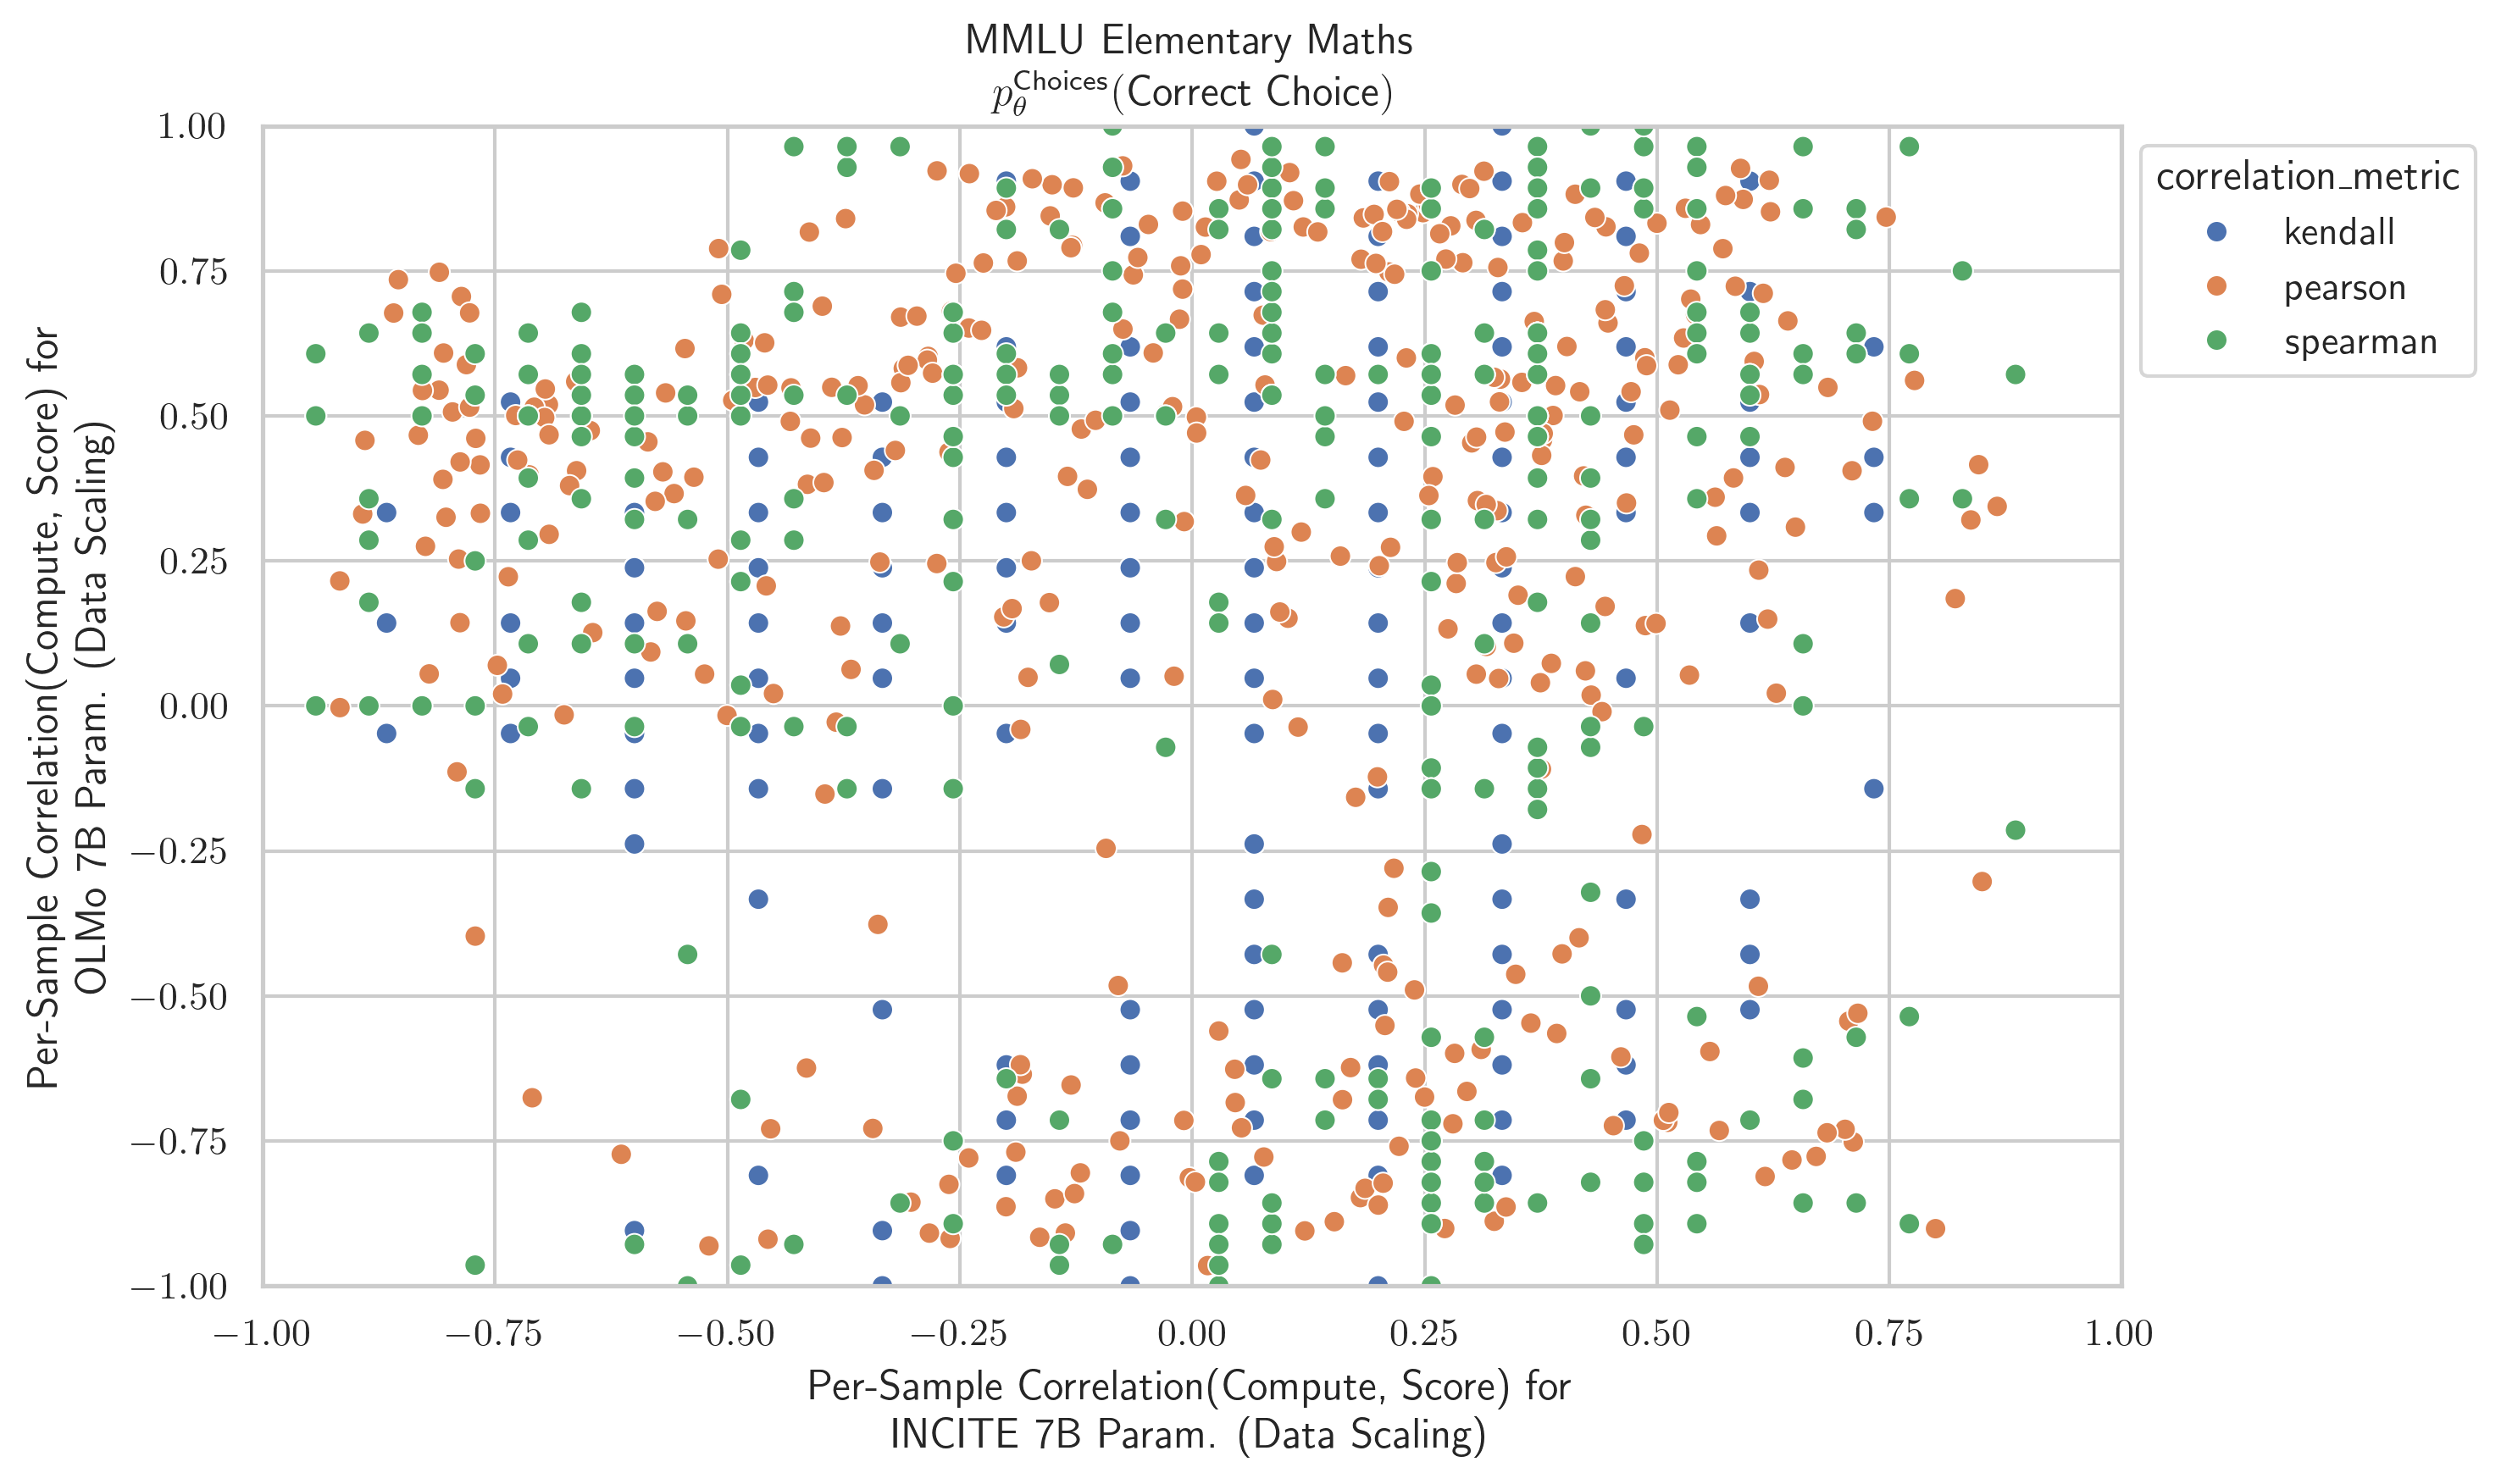 MMLU Elementary Maths
p_θ^Choices(Correct Choice)
1.00
0.75
0.50
0.25
0.00
−0.25
−0.50
−0.75
−1.00
Per-Sample Correlation(Compute, Score) for
OLMo 7B Param. (Data Scaling)
−1.00 −0.75 −0.50 −0.25 0.00 0.25 0.50 0.75 1.00
Per-Sample Correlation(Compute, Score) for
INCITE 7B Param. (Data Scaling)
correlation_metric
kendall
pearson
spearman